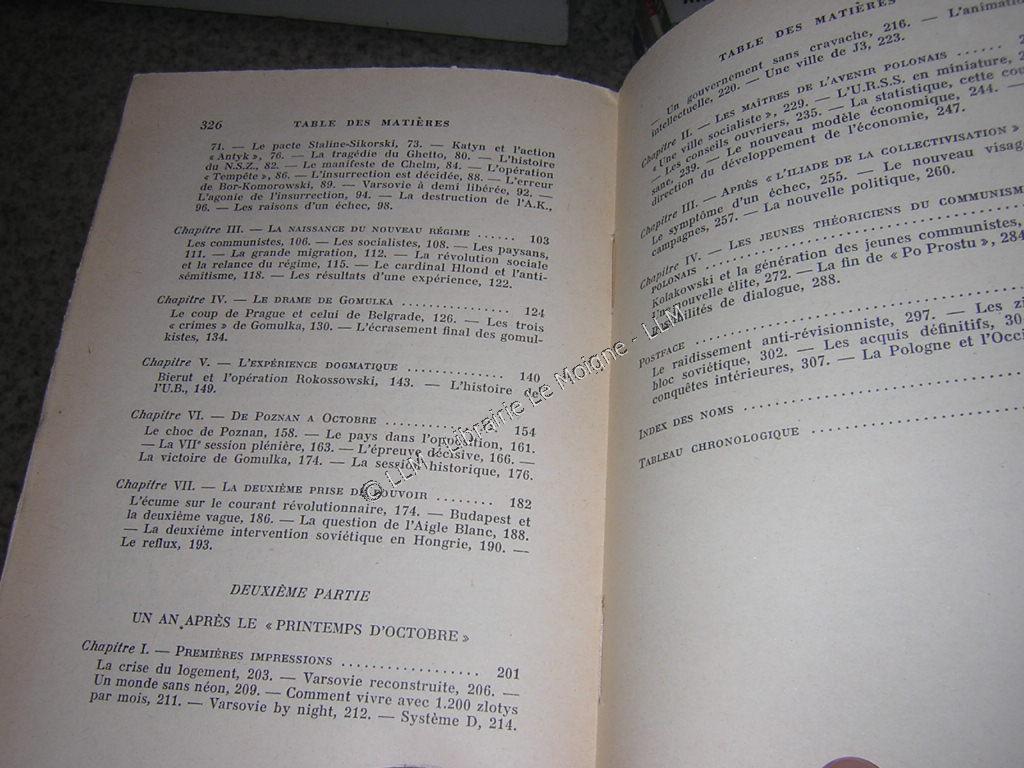 326 TABLE DES MATIÈRES
71. — Le pacte Staline-Sikorski, 73. — Katyn et l'action
« Antyk », 76. — La tragédie du Ghetto, 80. — L'histoire
du N.S.Z., 82. — Le manifeste de Chelm, 84. — L'opération
« Tempête », 86. — L'insurrection est décidée, 88. — L'erreur
de Bor-Komorowski, 89. — Varsovie à demi libérée, 92. —
L'agonie de l'insurrection, 94. — La destruction de l'A.K.,
96. — Les raisons d'un échec, 98.
Chapitre III. — LA NAISSANCE DU NOUVEAU RÉGIME ...... 103
Les communistes, 106. — Les socialistes, 108. — Les paysans,
111. — La grande migration, 112. — La révolution sociale
et la relance du régime, 115. — Le cardinal Hlond et l'anti-
sémitisme, 118. — Les résultats d'une expérience, 122.
Chapitre IV. — LE DRAME DE GOMULKA .................. 124
Le coup de Prague et celui de Belgrade, 126. — Les trois
« crimes » de Gomulka, 130. — L'écrasement final des gomul-
kistes, 134.
Chapitre V. — L'EXPÉRIENCE DOGMATIQUE .............. 140
Bierut et l'opération Rokossowski, 143. — L'histoire de
l'U.B., 149.
Chapitre VI. — DE POZNAN A OCTOBRE .................. 154
Le choc de Poznan, 158. — Le pays dans l'opposition, 161.
— La VIIe session plénière, 163. — L'épreuve décisive, 166. —
La victoire de Gomulka, 174. — La session historique, 176.
Chapitre VII. — LA DEUXIÈME PRISE DE POUVOIR ........ 182
L'écume sur le courant révolutionnaire, 174. — Budapest et
la deuxième vague, 186. — La question de l'Aigle Blanc, 188.
— La deuxième intervention soviétique en Hongrie, 190. —
Le reflux, 193.
DEUXIÈME PARTIE
UN AN APRÈS LE « PRINTEMPS D'OCTOBRE »
Chapitre I. — PREMIÈRES IMPRESSIONS .................. 201
La crise du logement, 203. — Varsovie reconstruite, 206. —
Un monde sans néon, 209. — Comment vivre avec 1.200 zlotys
par mois, 211. — Varsovie by night, 212. — Système D, 214.
TABLE DES MATIÈRES
— Un gouvernement sans cravache, 216. — L'animation
intellectuelle, 220. — Une ville de J3, 223.
Chapitre II. — LES MAÎTRES DE L'AVENIR POLONAIS ......
« Une ville socialiste », 229. — L'U.R.S.S. en miniature,
— Les conseils ouvriers, 235. — La statistique, cette
sane, 239. — Le nouveau modèle économique, 244. —
direction du développement de l'économie, 247.
Chapitre III. — APRÈS « L'ILIADE DE LA COLLECTIVISATION »
Le symptôme d'un échec, 255. — Le nouveau
campagnes, 257. — La nouvelle politique, 260.
Chapitre IV. — LES JEUNES THÉORICIENS DU
POLONAIS ..............
Kolakowski et la génération des jeunes communistes,
Une nouvelle élite, 272. — La fin de « Po Prostu », 284
de dialogue, 288.
POSTFACE ..............
Le raidissement anti-révisionniste, 297. — Les
bloc soviétique, 302. — Les acquis définitifs,
conquêtes intérieures, 307. — La Pologne et
INDEX DES NOMS ..............
TABLEAU CHRONOLOGIQUE ..............
© LLM - Librairie Le Moigne - LLM